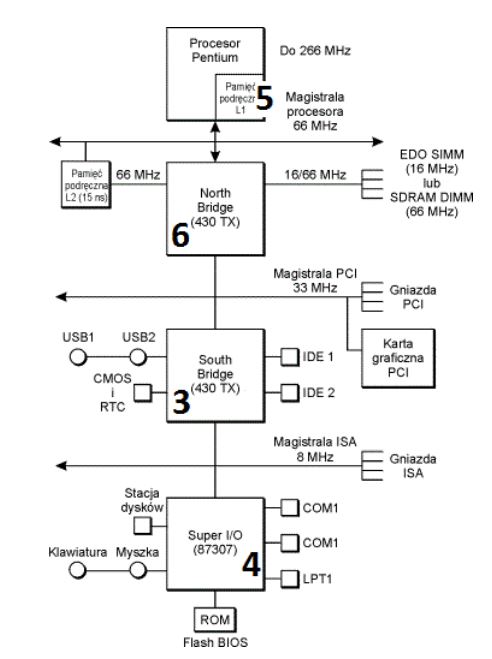 Procesor
Pentium
Do 266 MHz
Pamięć
podręczn
L1
5
Magistrala
procesora
66 MHz
Pamięć
podręczna
L2 (15 ns)
66 MHz
North
Bridge
(430 TX)
6
16/66 MHz
EDO SIMM
(16 MHz)
lub
SDRAM DIMM
(66 MHz)
Magistrala PCI
33 MHz
Gniazda
PCI
Karta
graficzna
PCI
USB1
USB2
CMOS
i
RTC
South
Bridge
(430 TX)
3
IDE 1
IDE 2
Magistrala ISA
8 MHz
Gniazda
ISA
Stacja
dysków
Klawiatura
Myszka
Super I/O
(87307)
4
COM1
COM1
LPT1
ROM
Flash BIOS